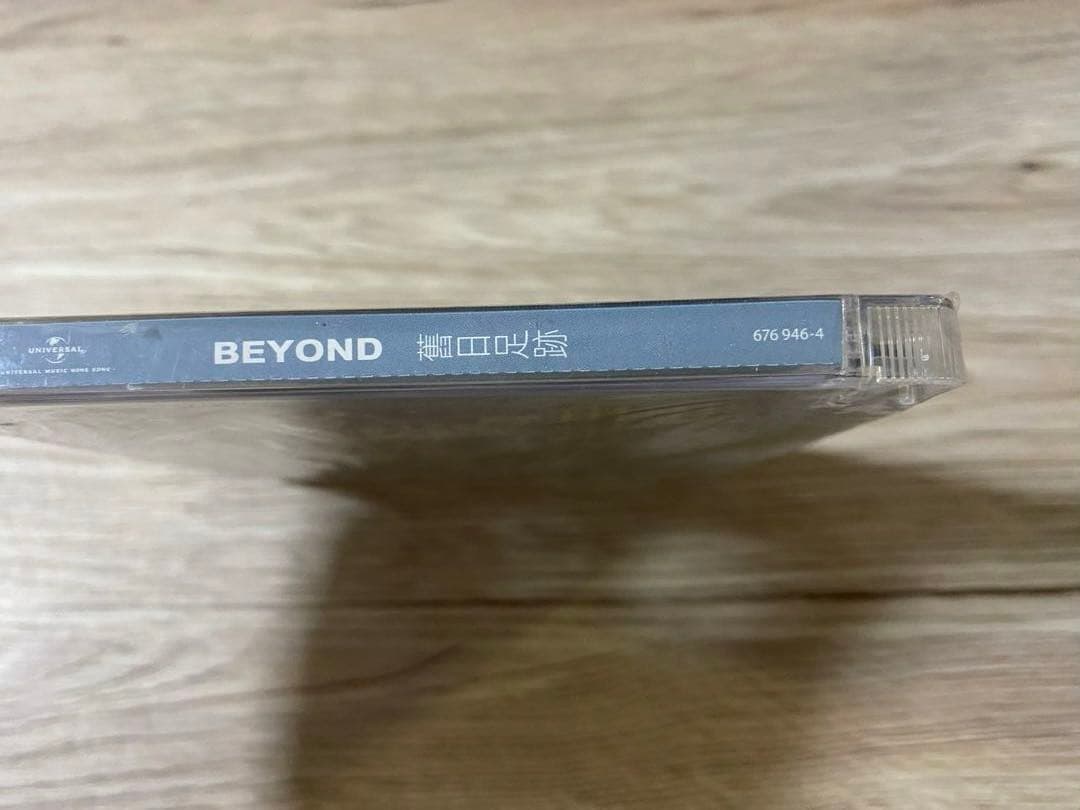 UNIVERSAL
UNIVERSAL MUSIC HONG KONG
BEYOND 舊日足跡 676 946-4